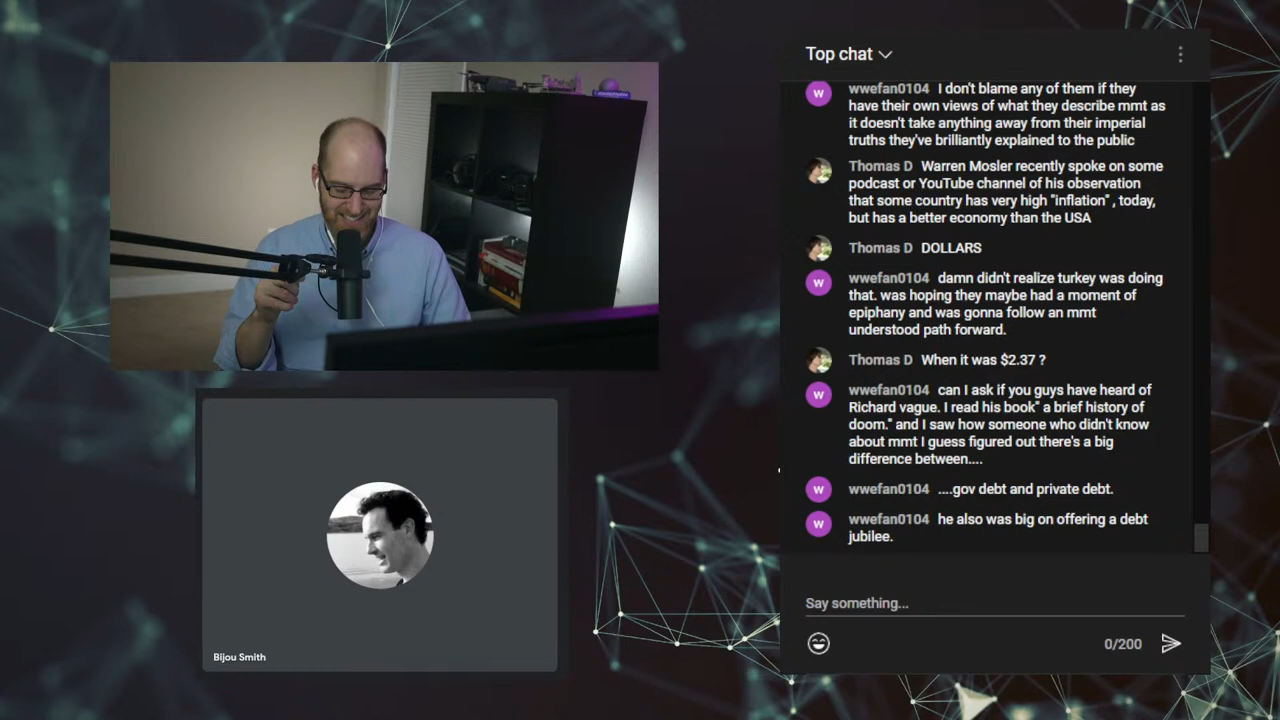 Top chat
wwefan0104 I don't blame any of them if they
have their own views of what they describe mmt as
it doesn't take anything away from their imperial
truths they've brilliantly explained to the public
Thomas D Warren Mosler recently spoke on some
podcast or YouTube channel of his observation
that some country has very high "inflation" , today,
but has a better economy than the USA
Thomas D DOLLARS
wwefan0104 damn didn't realize turkey was doing
that. was hoping they maybe had a moment of
epiphany and was gonna follow an mmt
understood path forward.
Thomas D When it was $2.37 ?
wwefan0104 can I ask if you guys have heard of
Richard vague. I read his book" a brief history of
doom." and I saw how someone who didn't know
about mmt I guess figured out there's a big
difference between....
wwefan0104 ....gov debt and private debt.
wwefan0104 he also was big on offering a debt
jubilee.
Say something...
0/200
Bijou Smith
W
W
W
W
W